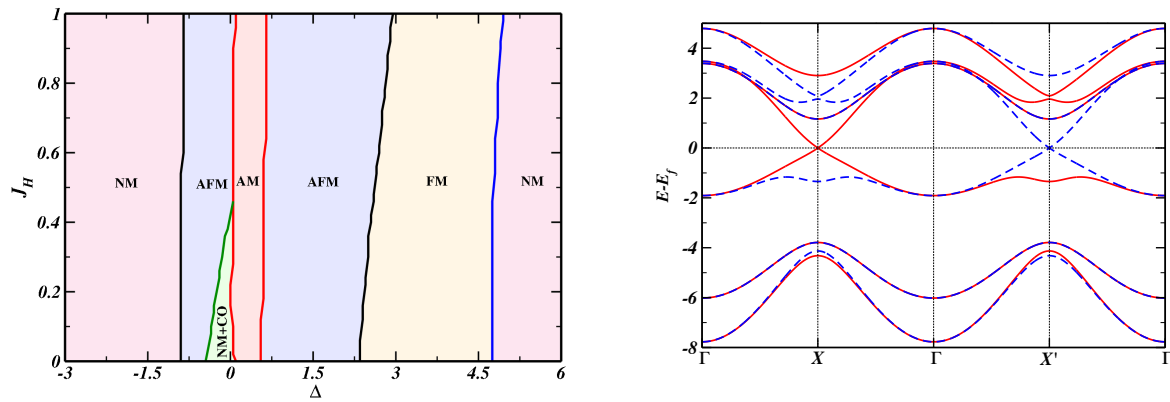 1
0.8
0.6
0.4
0.2
0
J_H
NM
AFM
AM
AFM
FM
NM
NM+CO
-3
-1.5
0
1.5
3
4.5
6
Δ
4
2
0
-2
-4
-6
-8
E-E_f
Γ
X
Γ
X'
Γ